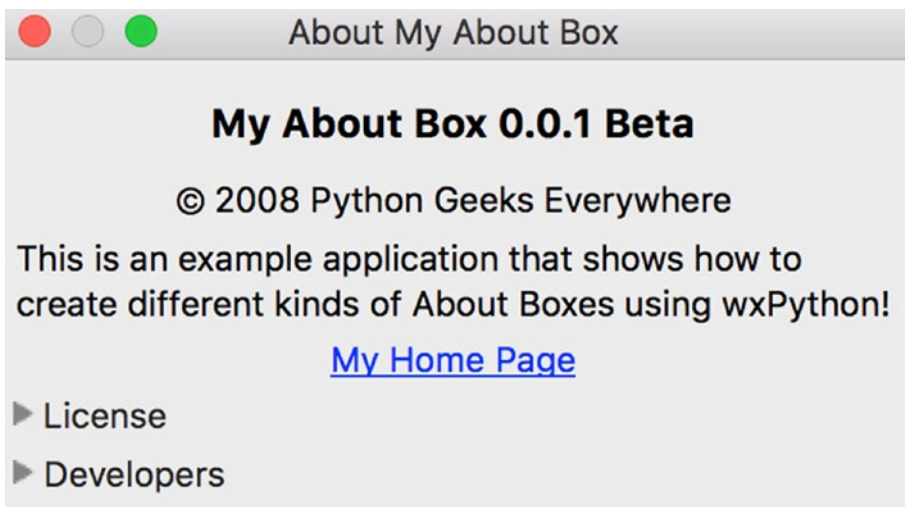 About My About Box
My About Box 0.0.1 Beta
© 2008 Python Geeks Everywhere
This is an example application that shows how to
create different kinds of About Boxes using wxPython!
My Home Page
License
Developers